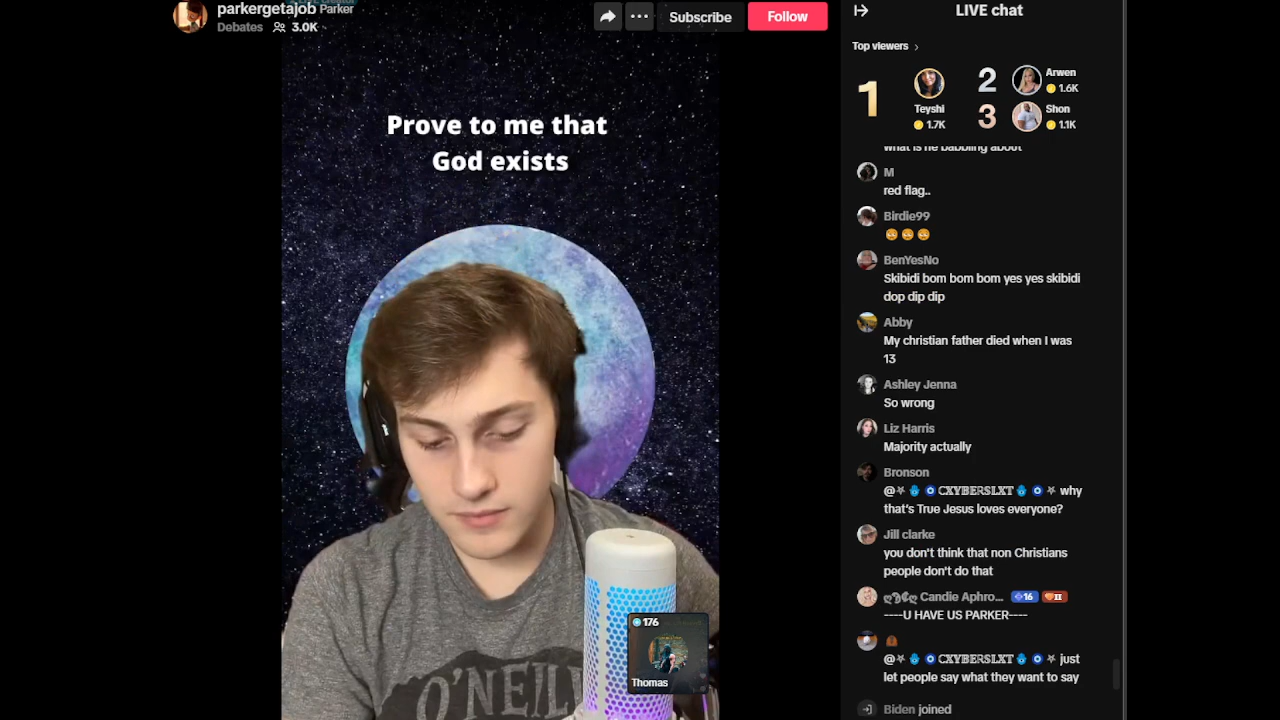 parkergetajob Parker
Debates 3.0K
Subscribe
Follow
Prove to me that
God exists
O'NEILL
176
Thomas
LIVE chat
Top viewers
1
Teyshi
1.7K
2
Arwen
1.6K
3
Shon
1.1K
what is he babbling about
M
red flag..
Birdie99
BenYesNo
Skibidi bom bom bom yes yes skibidi
dop dip dip
Abby
My christian father died when I was
13
Ashley Jenna
So wrong
Liz Harris
Majority actually
Bronson
@ ℂ𝕏𝕐𝔹𝔼ℝ𝕊𝕃𝕏𝕋 why
that's True Jesus loves everyone?
Jill clarke
you don't think that non Christians
people don't do that
Candie Aphro... 16 II
----U HAVE US PARKER----
@ ℂ𝕏𝕐𝔹𝔼ℝ𝕊𝕃𝕏𝕋 just
let people say what they want to say
Biden joined